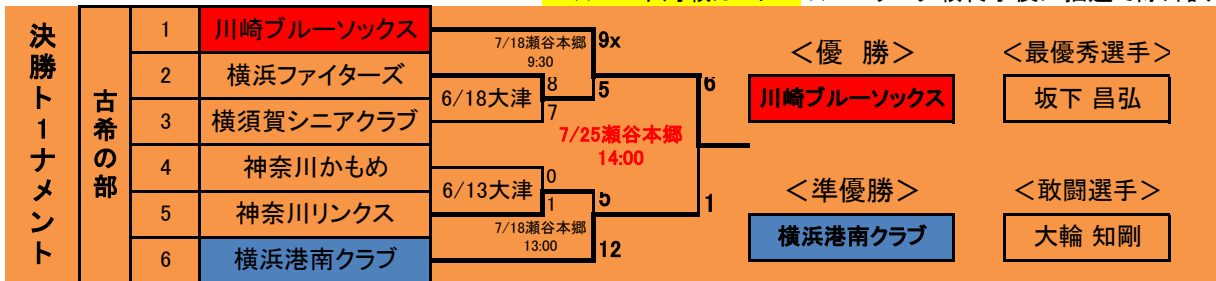 決勝トーナメント
古希の部
1 川崎ブルーソックス
2 横浜ファイターズ
3 横須賀シニアクラブ
4 神奈川かもめ
5 神奈川リンクス
6 横浜港南クラブ
7/18瀬谷本郷
9:30
9x
5
6/18大津
8
7
6
7/25瀬谷本郷
14:00
6/13大津
0
1
5
1
7/18瀬谷本郷
13:00
12
＜優 勝＞
川崎ブルーソックス
＜最優秀選手＞
坂下 昌弘
＜準優勝＞
横浜港南クラブ
＜敢闘選手＞
大輪 知剛